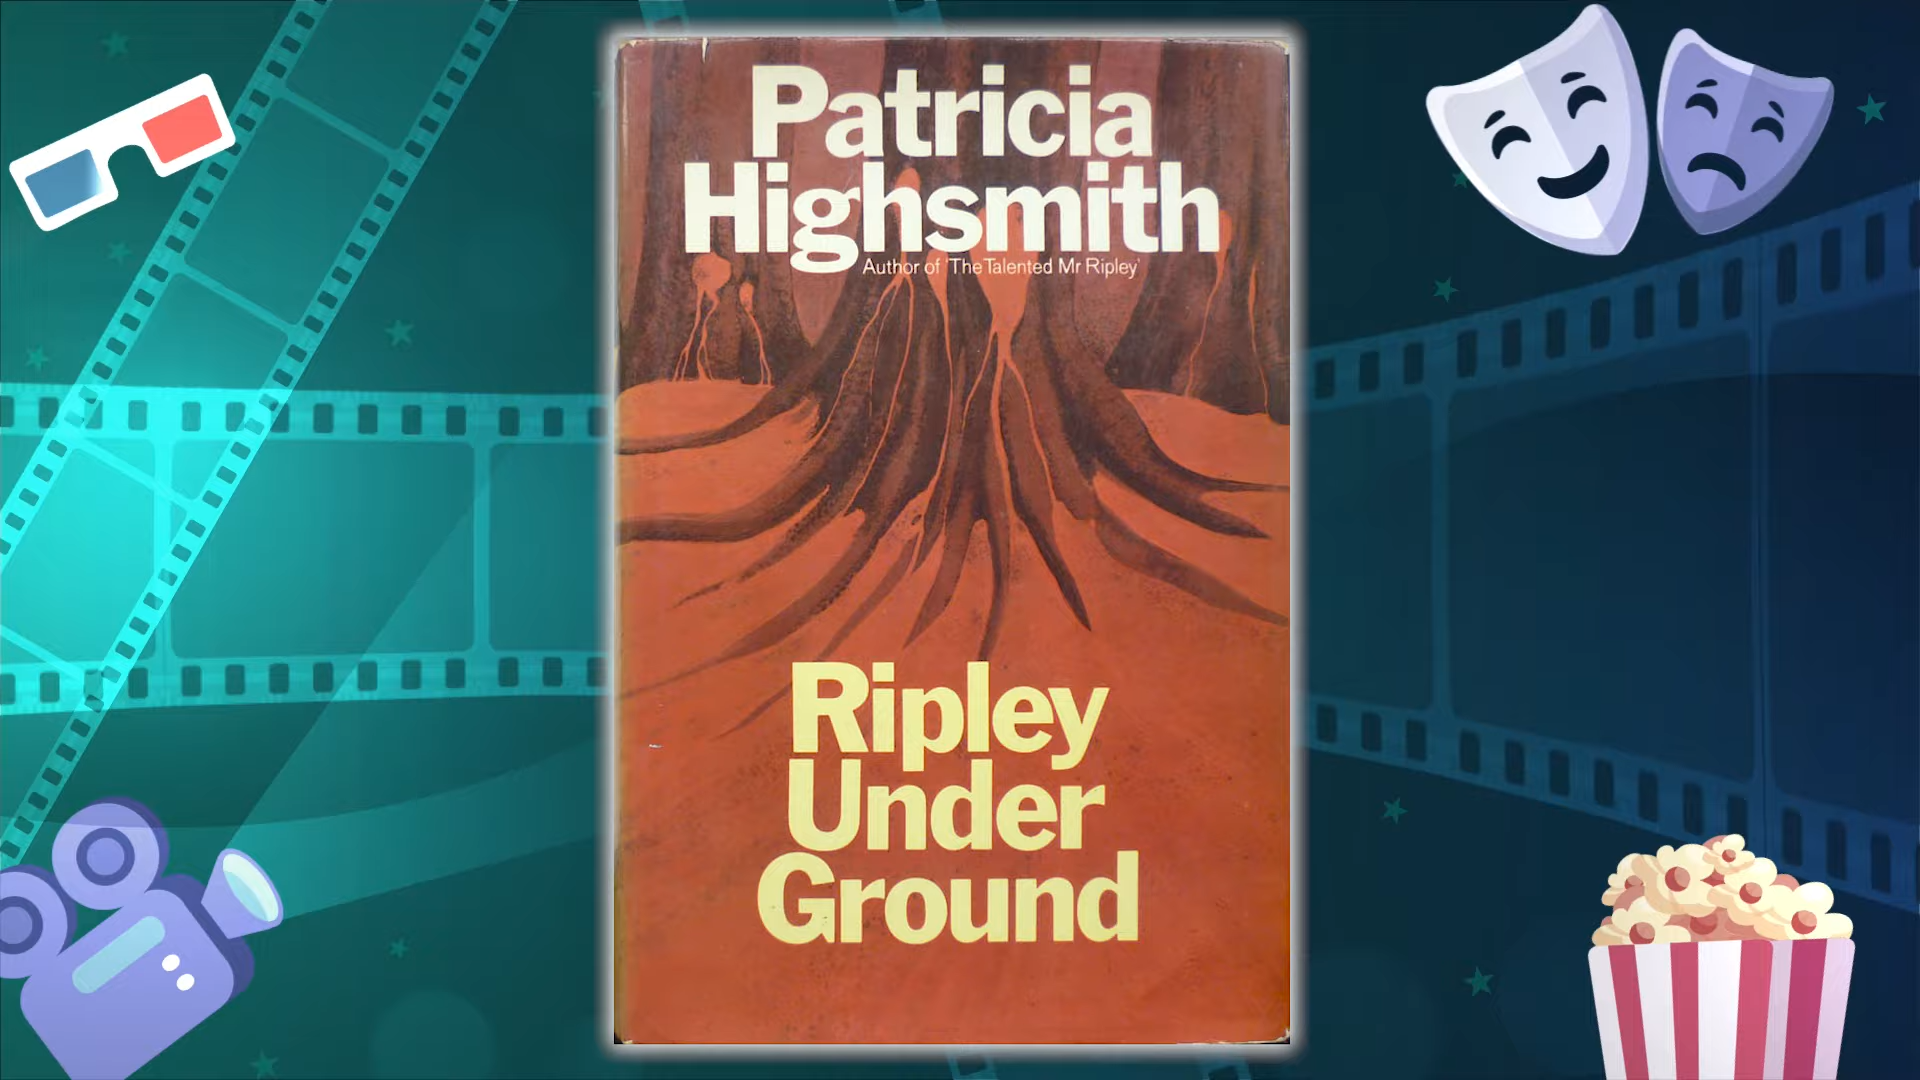 Patricia
Highsmith
Author of 'The Talented Mr Ripley'
Ripley
Under
Ground